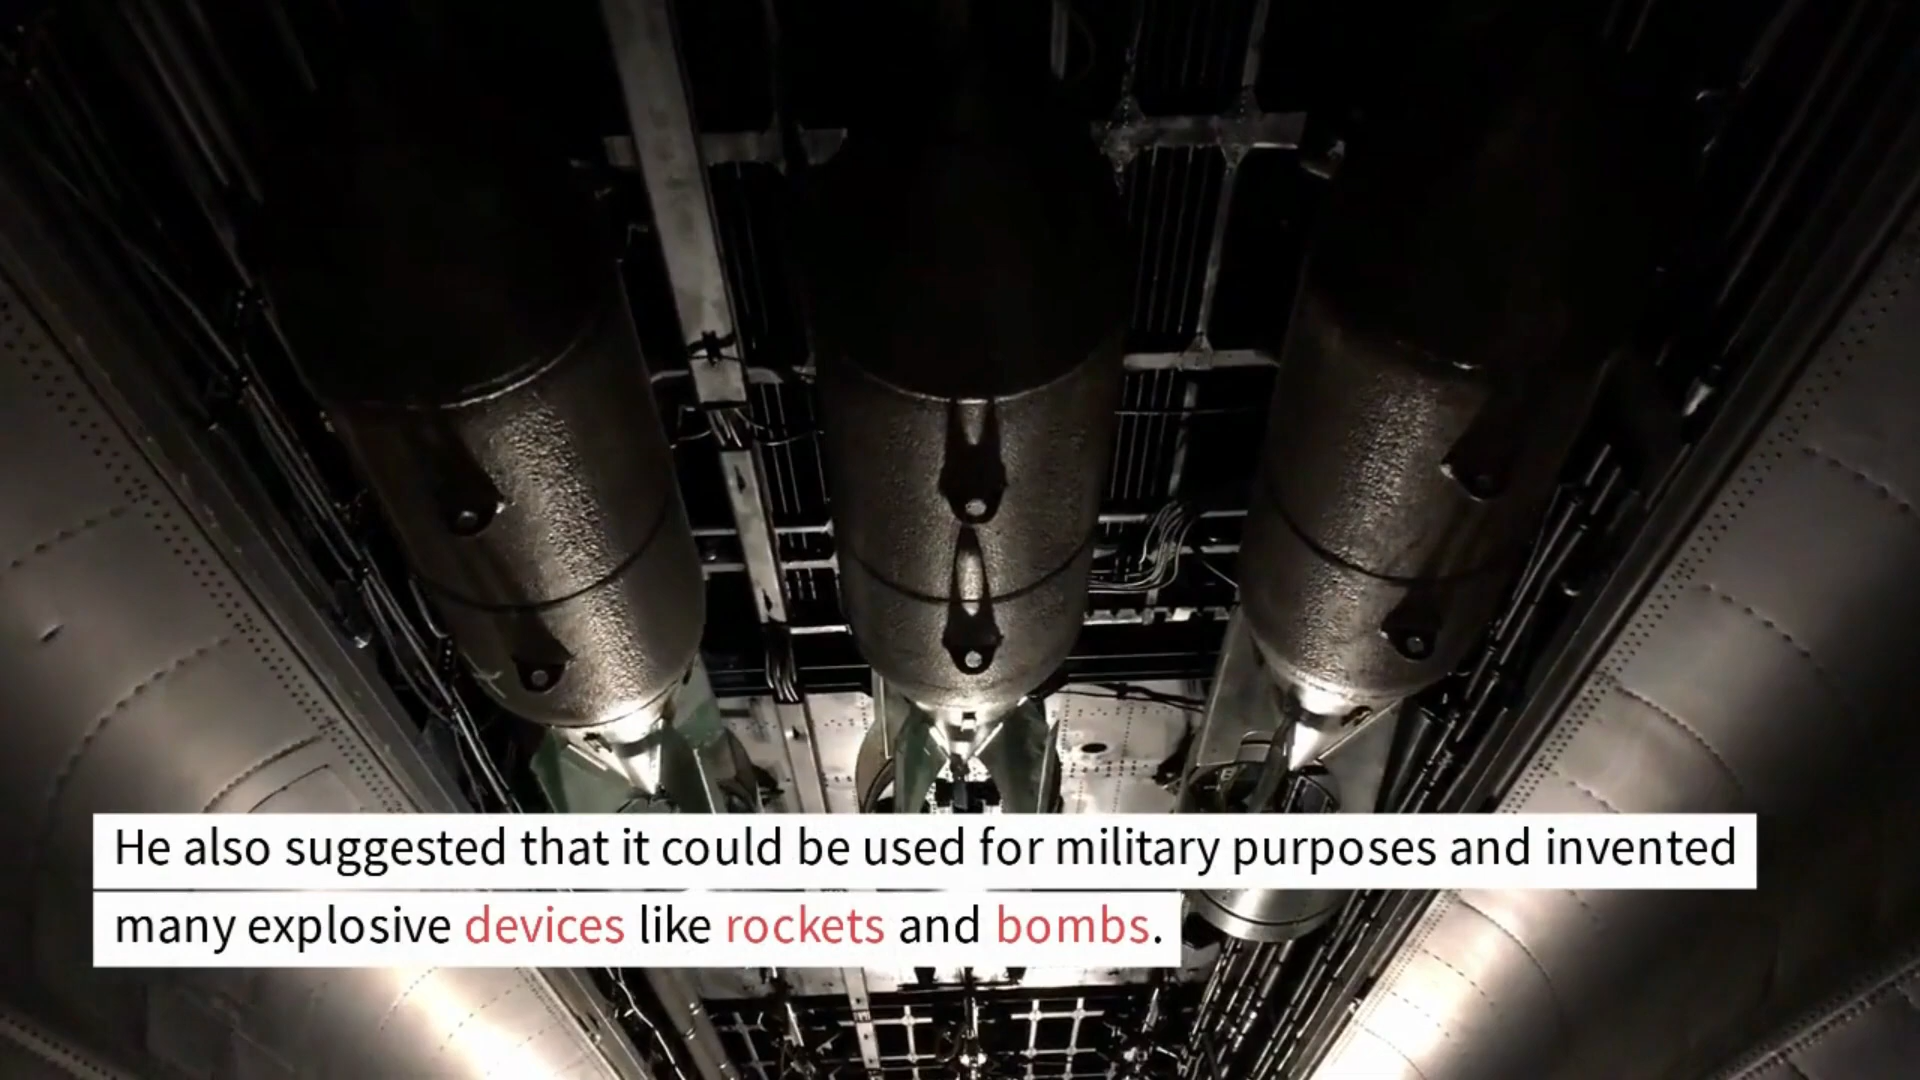 He also suggested that it could be used for military purposes and invented
many explosive devices like rockets and bombs.